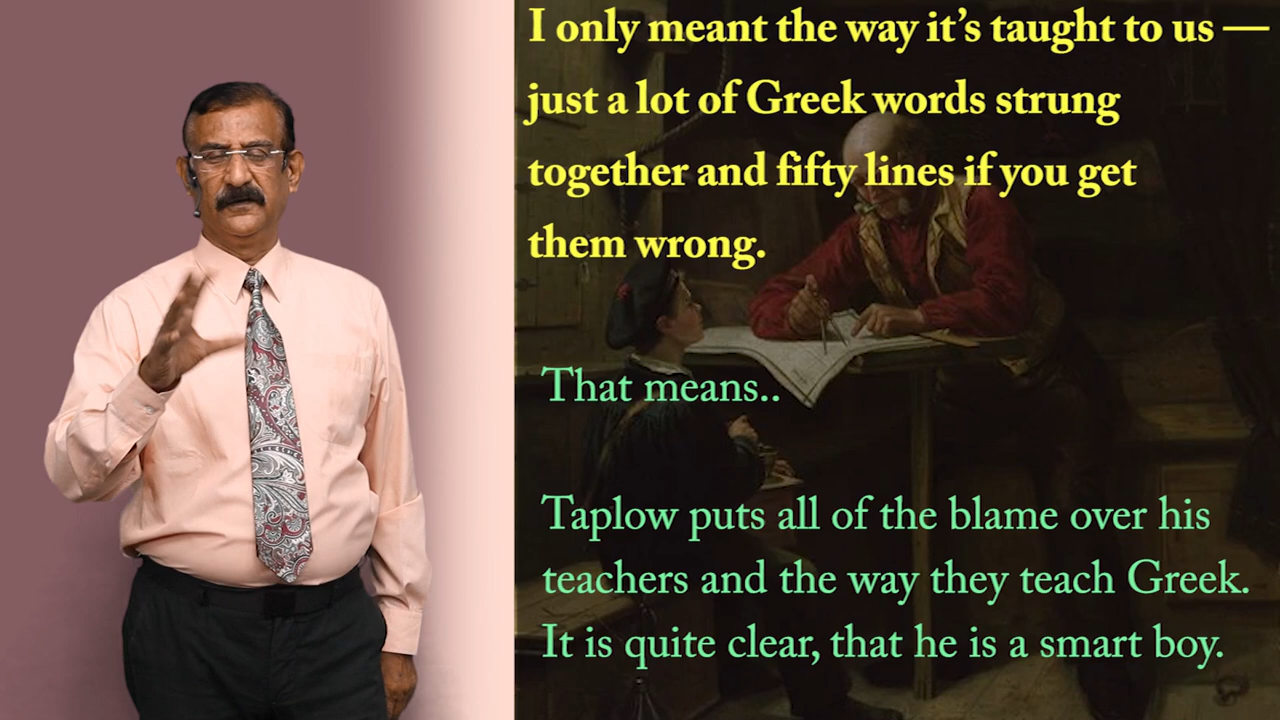 I only meant the way it’s taught to us —
just a lot of Greek words strung
together and fifty lines if you get
them wrong.
That means..
Taplow puts all of the blame over his
teachers and the way they teach Greek.
It is quite clear, that he is a smart boy.